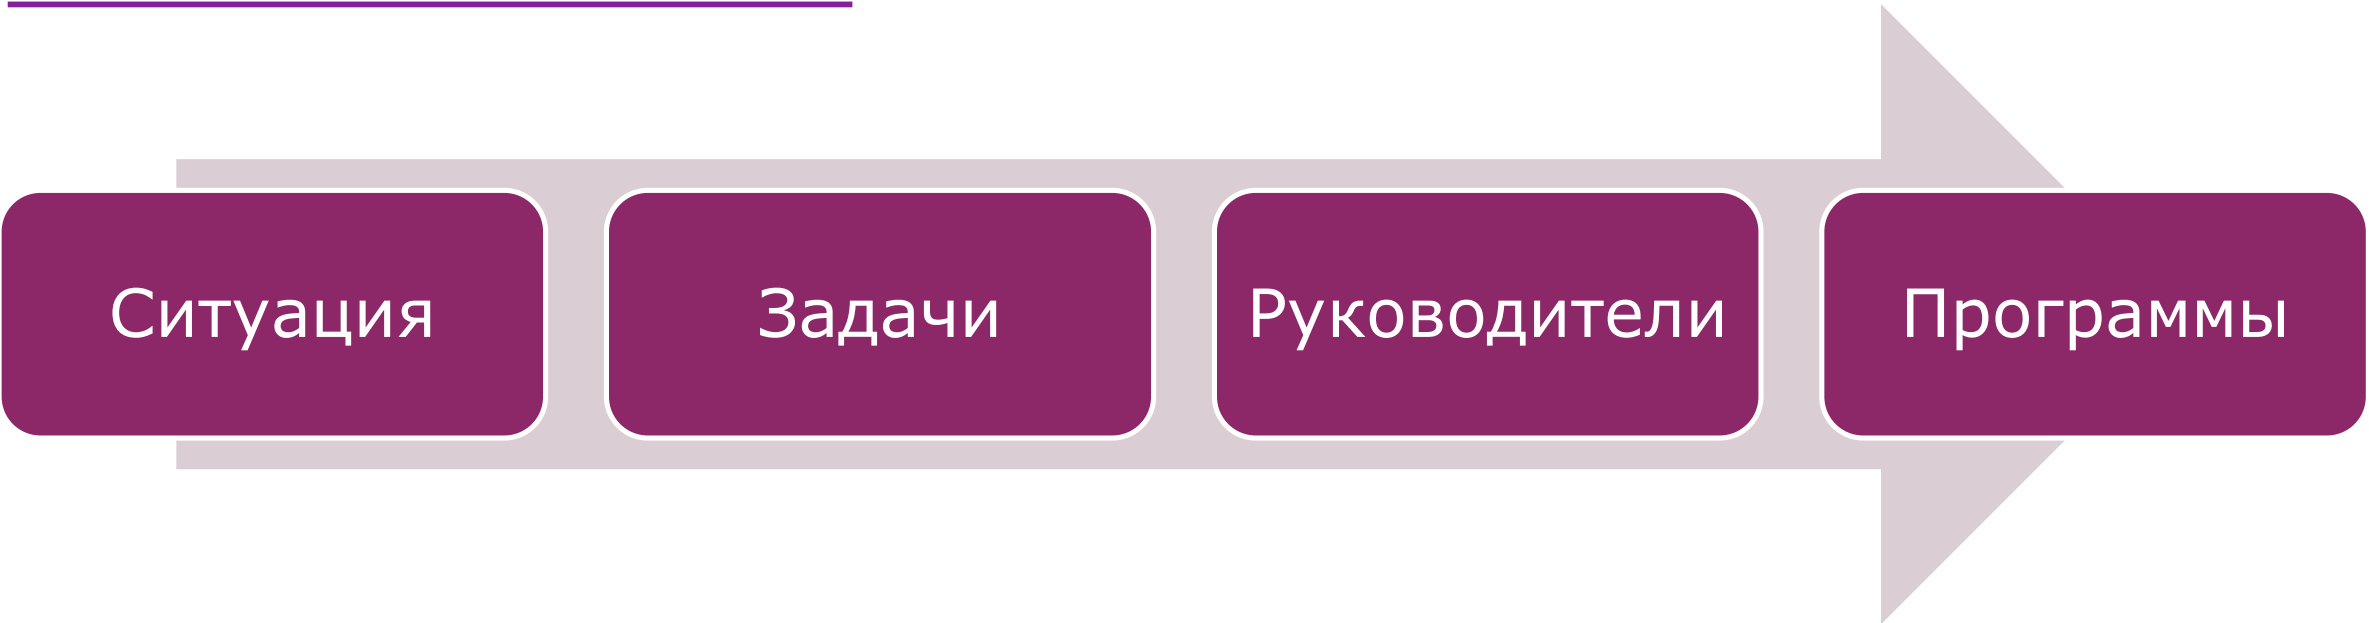 Ситуация
Задачи
Руководители
Программы